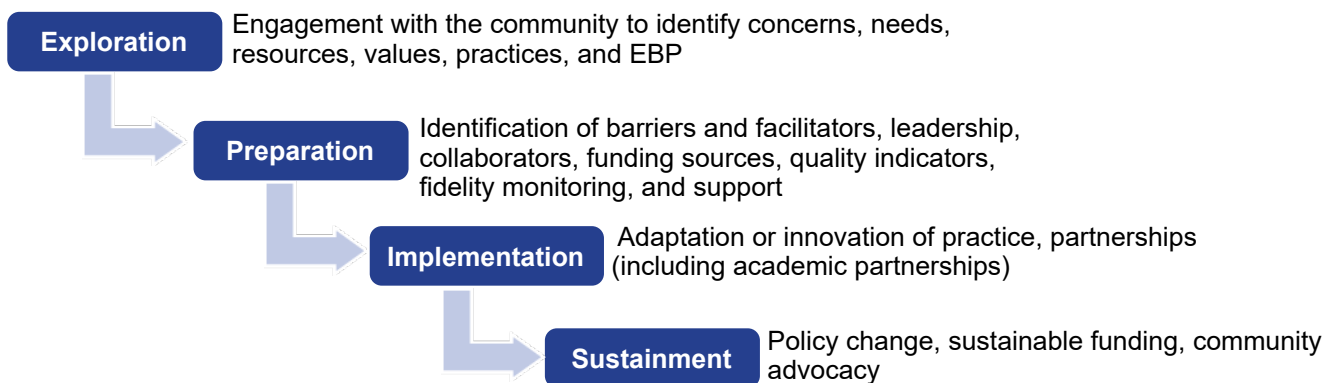 Exploration
Engagement with the community to identify concerns, needs,
resources, values, practices, and EBP
Preparation
Identification of barriers and facilitators, leadership,
collaborators, funding sources, quality indicators,
fidelity monitoring, and support
Implementation
Adaptation or innovation of practice, partnerships
(including academic partnerships)
Sustainment
Policy change, sustainable funding, community
advocacy